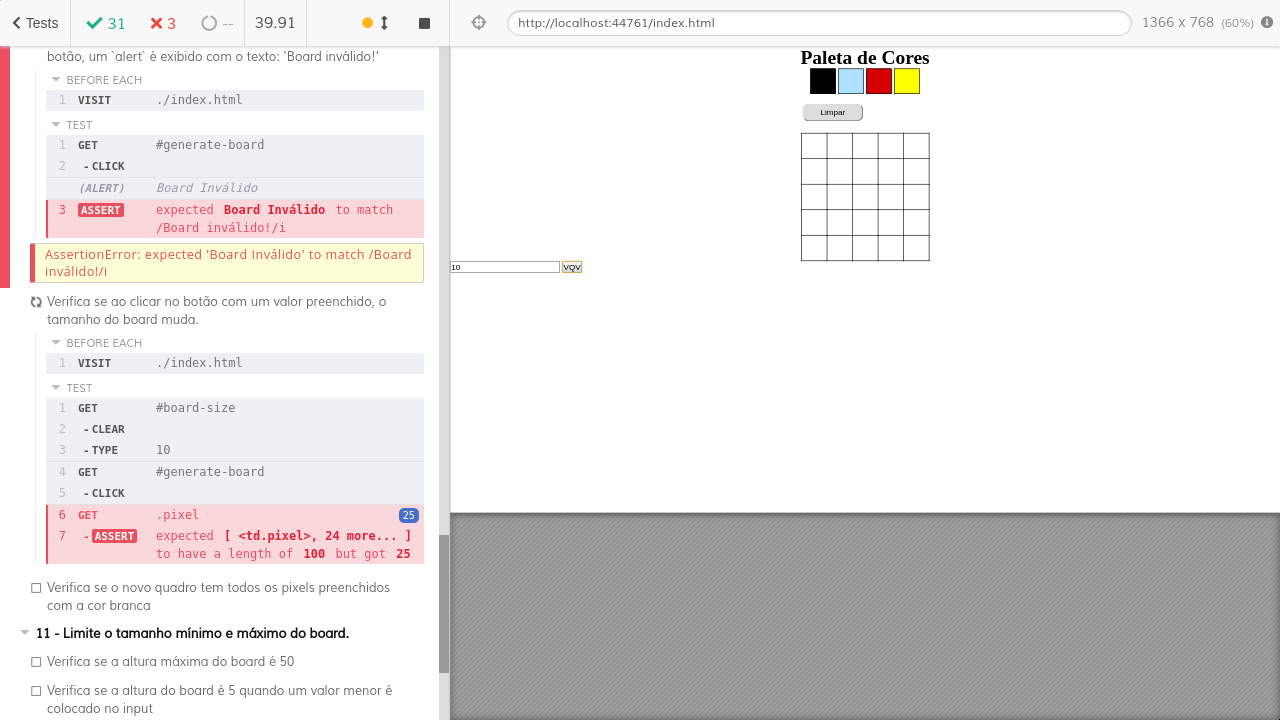 Tests 31 3 -- 39.91 http://localhost:44761/index.html 1366 x 768 (60%)
botão, um `alert` é exibido com o texto: 'Board inválido!'
BEFORE EACH
1 VISIT ./index.html
TEST
1 GET #generate-board
2 - CLICK
(ALERT) Board Inválido
3 ASSERT expected Board Inválido to match
/Board inválido!/i
AssertionError: expected 'Board Inválido' to match /Board
inválido!/i
Verifica se ao clicar no botão com um valor preenchido, o
tamanho do board muda.
BEFORE EACH
1 VISIT ./index.html
TEST
1 GET #board-size
2 - CLEAR
3 - TYPE 10
4 GET #generate-board
5 - CLICK
6 GET .pixel 25
7 - ASSERT expected [ <td.pixel>, 24 more... ]
to have a length of 100 but got 25
Verifica se o novo quadro tem todos os pixels preenchidos
com a cor branca
11 - Limite o tamanho mínimo e máximo do board.
Verifica se a altura máxima do board é 50
Verifica se a altura do board é 5 quando um valor menor é
colocado no input
Paleta de Cores
Limpar
10 VQV